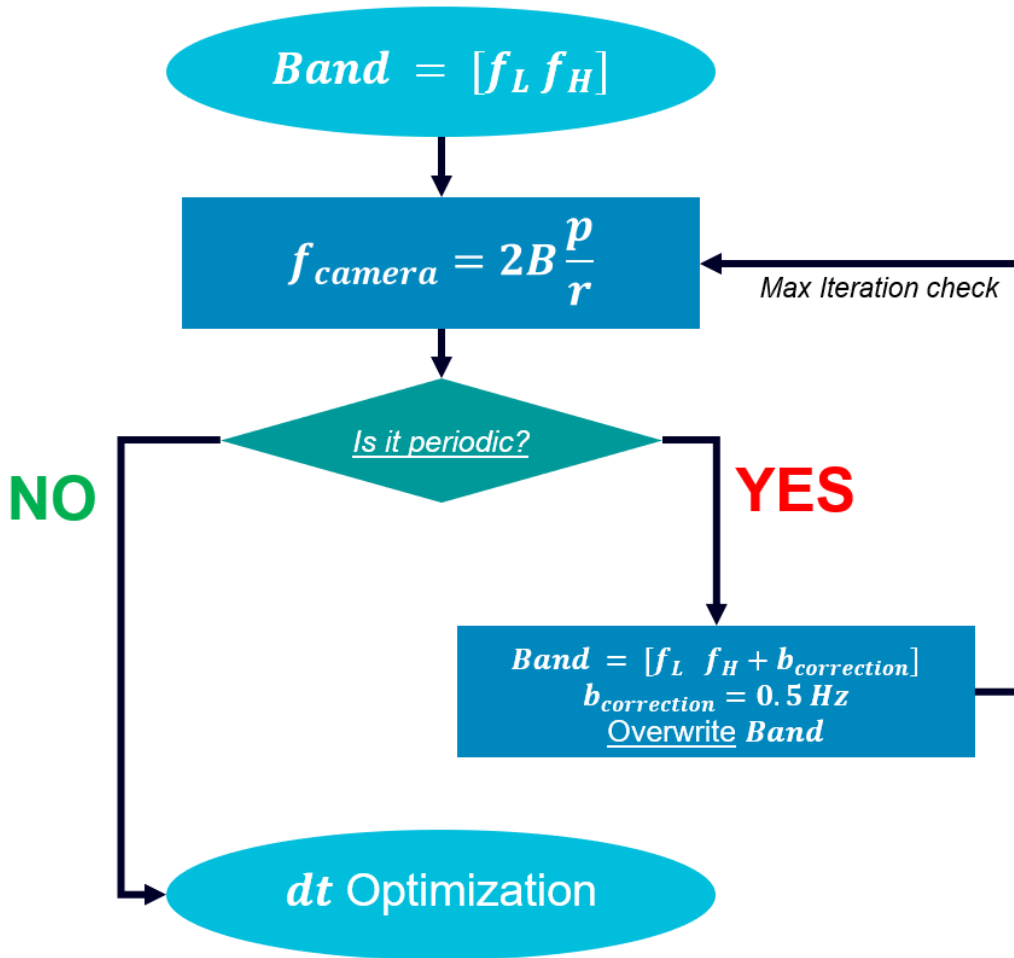 Band = [f_L f_H]
f_camera = 2B p/r
Max Iteration check
Is it periodic?
NO
YES
Band = [f_L f_H + b_correction]
b_correction = 0.5 Hz
Overwrite Band
dt Optimization